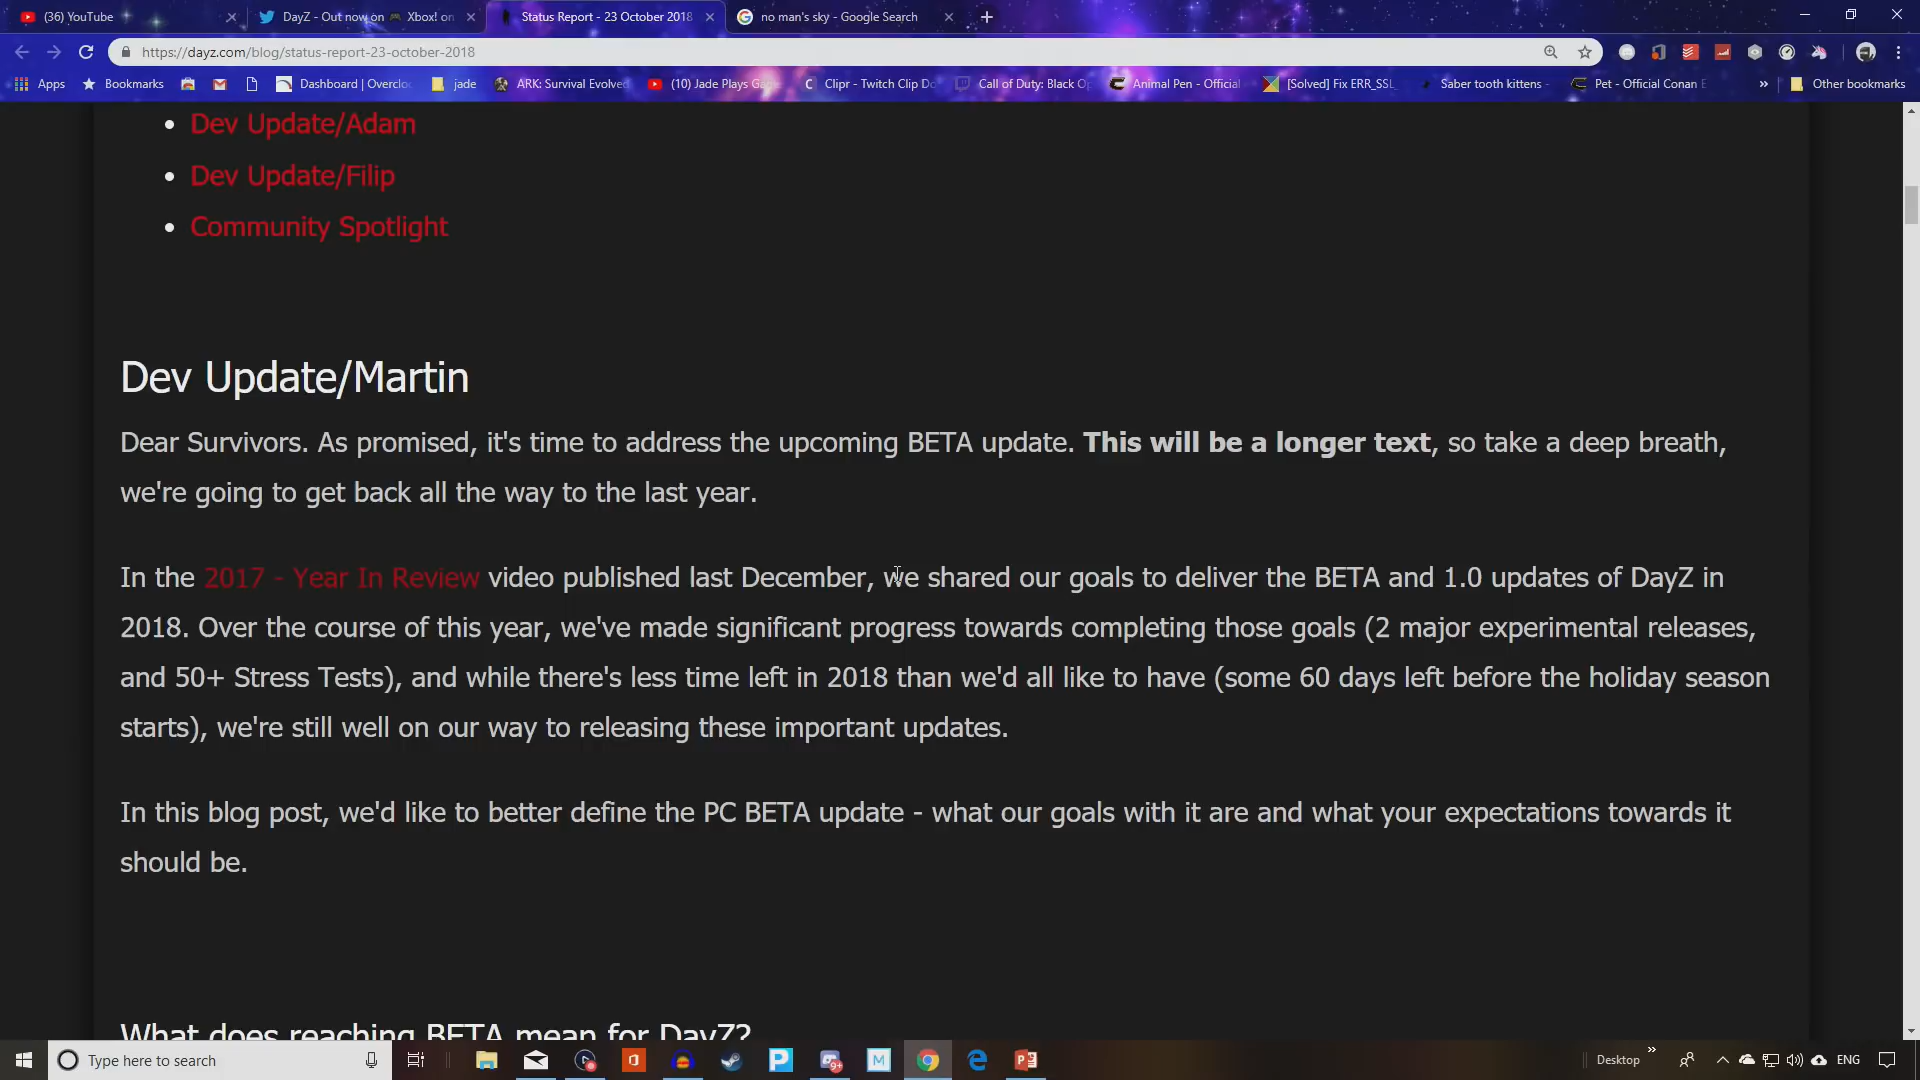 (36) YouTube
DayZ - Out now on Xbox! on
Status Report - 23 October 2018
no man's sky - Google Search
https://dayz.com/blog/status-report-23-october-2018
Apps
Bookmarks
Dashboard | Overcloc
jade
ARK: Survival Evolved
(10) Jade Plays Ga
Clipr - Twitch Clip Do
Call of Duty: Black Op
Animal Pen - Official
[Solved] Fix ERR_SSL_
Saber tooth kittens -
Pet - Official Conan E
»
Other bookmarks
Dev Update/Adam
Dev Update/Filip
Community Spotlight
Dev Update/Martin
Dear Survivors. As promised, it's time to address the upcoming BETA update. This will be a longer text, so take a deep breath,
we're going to get back all the way to the last year.
In the 2017 - Year In Review video published last December, we shared our goals to deliver the BETA and 1.0 updates of DayZ in
2018. Over the course of this year, we've made significant progress towards completing those goals (2 major experimental releases,
and 50+ Stress Tests), and while there's less time left in 2018 than we'd all like to have (some 60 days left before the holiday season
starts), we're still well on our way to releasing these important updates.
In this blog post, we'd like to better define the PC BETA update - what our goals with it are and what your expectations towards it
should be.
What does reaching BETA mean for DayZ?
Type here to search
Desktop
»
ENG